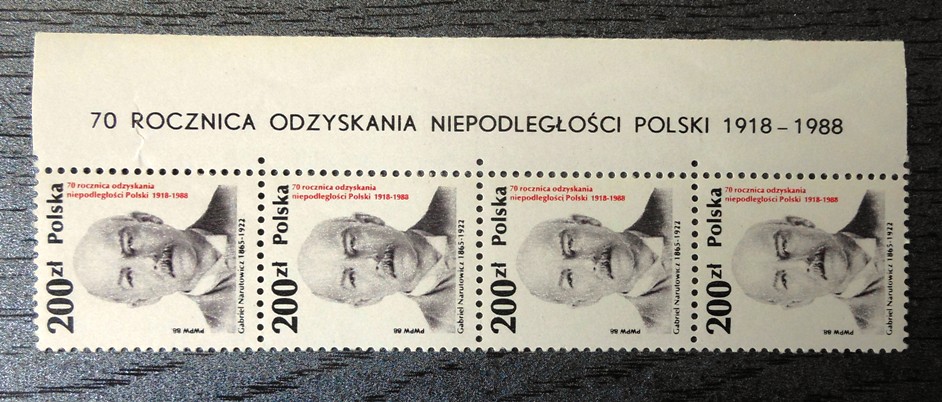 70 ROCZNICA ODZYSKANIA NIEPODLEGŁOŚCI POLSKI 1918–1988
70 rocznica odzyskania
niepodległości Polski 1918-1988
200zł Polska
Gabriel Narutowicz 1865-1922
PWPW 88
70 rocznica odzyskania
niepodległości Polski 1918-1988
200zł Polska
Gabriel Narutowicz 1865-1922
PWPW 88
70 rocznica odzyskania
niepodległości Polski 1918-1988
200zł Polska
Gabriel Narutowicz 1865-1922
PWPW 88
70 rocznica odzyskania
niepodległości Polski 1918-1988
200zł Polska
Gabriel Narutowicz 1865-1922
PWPW 88